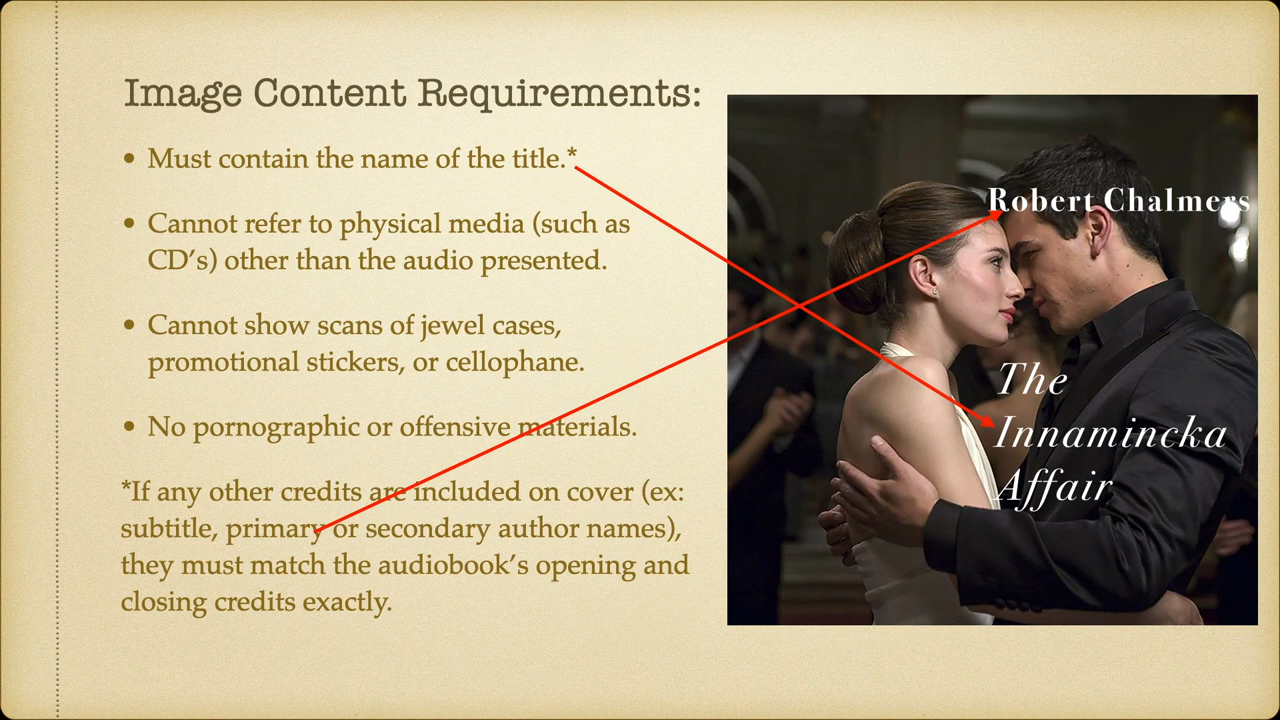 Image Content Requirements:
• Must contain the name of the title.*
• Cannot refer to physical media (such as
CD’s) other than the audio presented.
• Cannot show scans of jewel cases,
promotional stickers, or cellophane.
• No pornographic or offensive materials.
*If any other credits are included on cover (ex:
subtitle, primary or secondary author names),
they must match the audiobook’s opening and
closing credits exactly.
Robert Chalmers
The
Innamincka
Affair